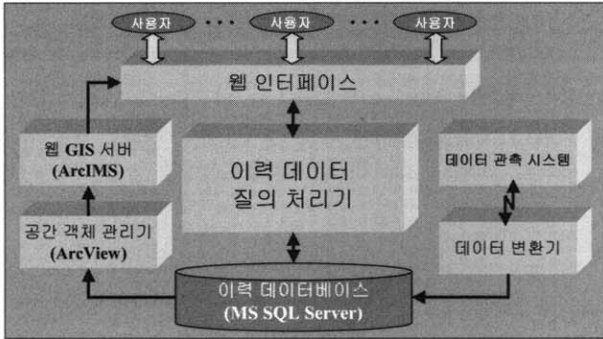 사용자 ··· 사용자 ··· 사용자
웹 인터페이스
웹 GIS 서버
(ArcIMS)
이력 데이터
질의 처리기
데이터 관측 시스템
공간 객체 관리기
(ArcView)
데이터 변환기
이력 데이터베이스
(MS SQL Server)